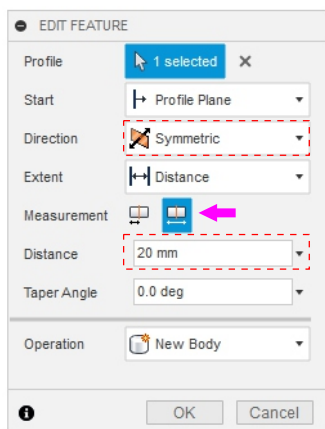 EDIT FEATURE
Profile 1 selected
Start Profile Plane
Direction Symmetric
Extent Distance
Measurement
Distance 20 mm
Taper Angle 0.0 deg
Operation New Body
OK Cancel